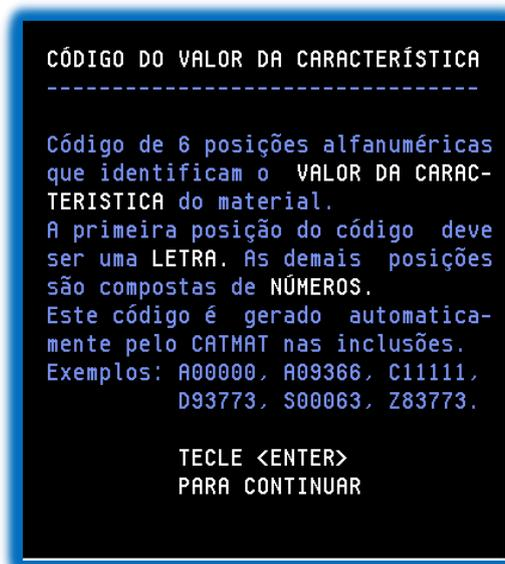 CÓDIGO DO VALOR DA CARACTERÍSTICA
---------------------------------
Código de 6 posições alfanuméricas
que identificam o  VALOR DA CARAC-
TERISTICA do material.
A primeira posição do código  deve
ser uma LETRA. As demais  posições
são compostas de NÚMEROS.
Este código é  gerado  automatica-
mente pelo CATMAT nas inclusões.
Exemplos: A00000, A09366, C11111,
D93773, S00063, Z83773.
TECLE <ENTER>
PARA CONTINUAR